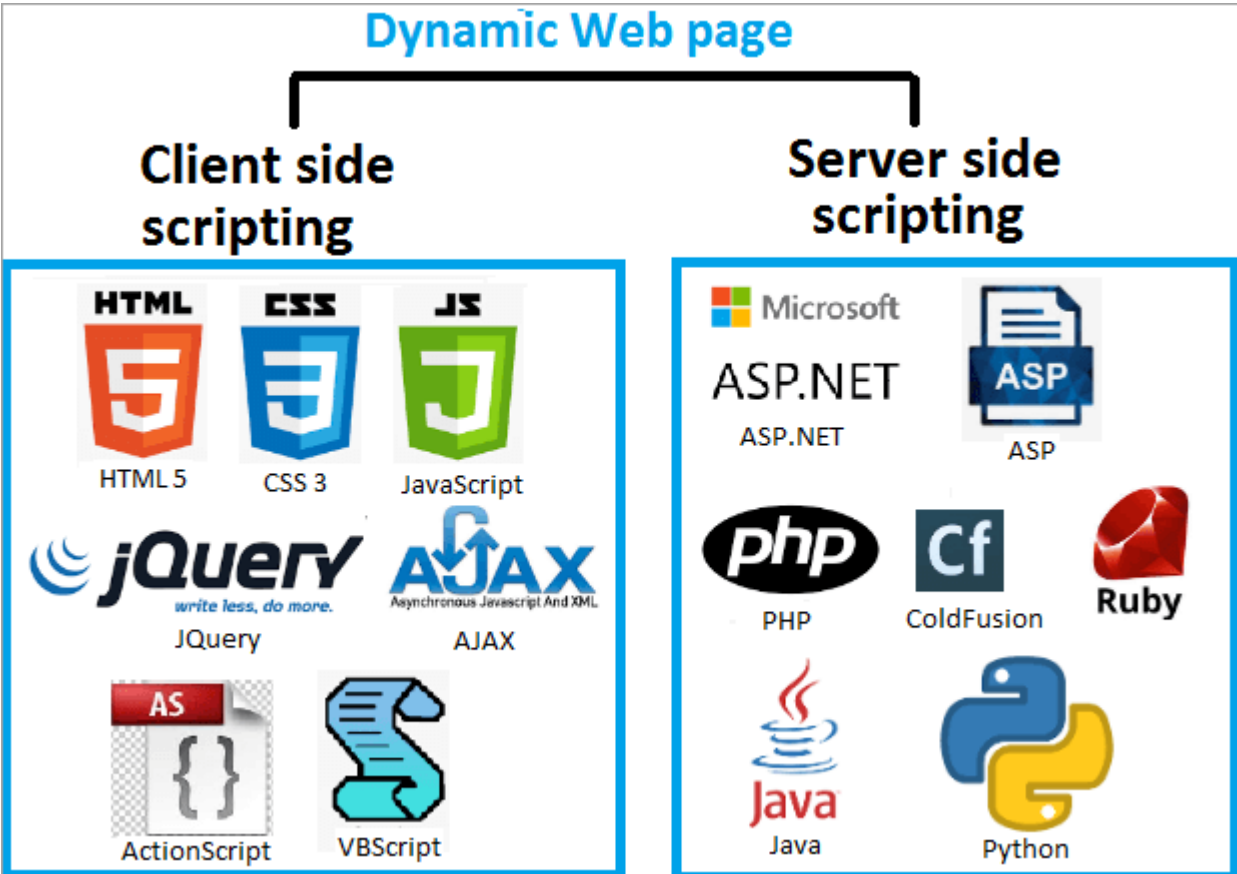 Dynamic Web page
Client side
scripting
Server side
scripting
HTML
CSS
JS
5
3
HTML 5
CSS 3
JavaScript
jQuery
write less, do more.
JQuery
AJAX
Asynchronous Javascript And XML
AJAX
AS
{}
ActionScript
VBScript
Microsoft
ASP.NET
ASP.NET
ASP
ASP
php
PHP
Cf
ColdFusion
Ruby
Java
Java
Python